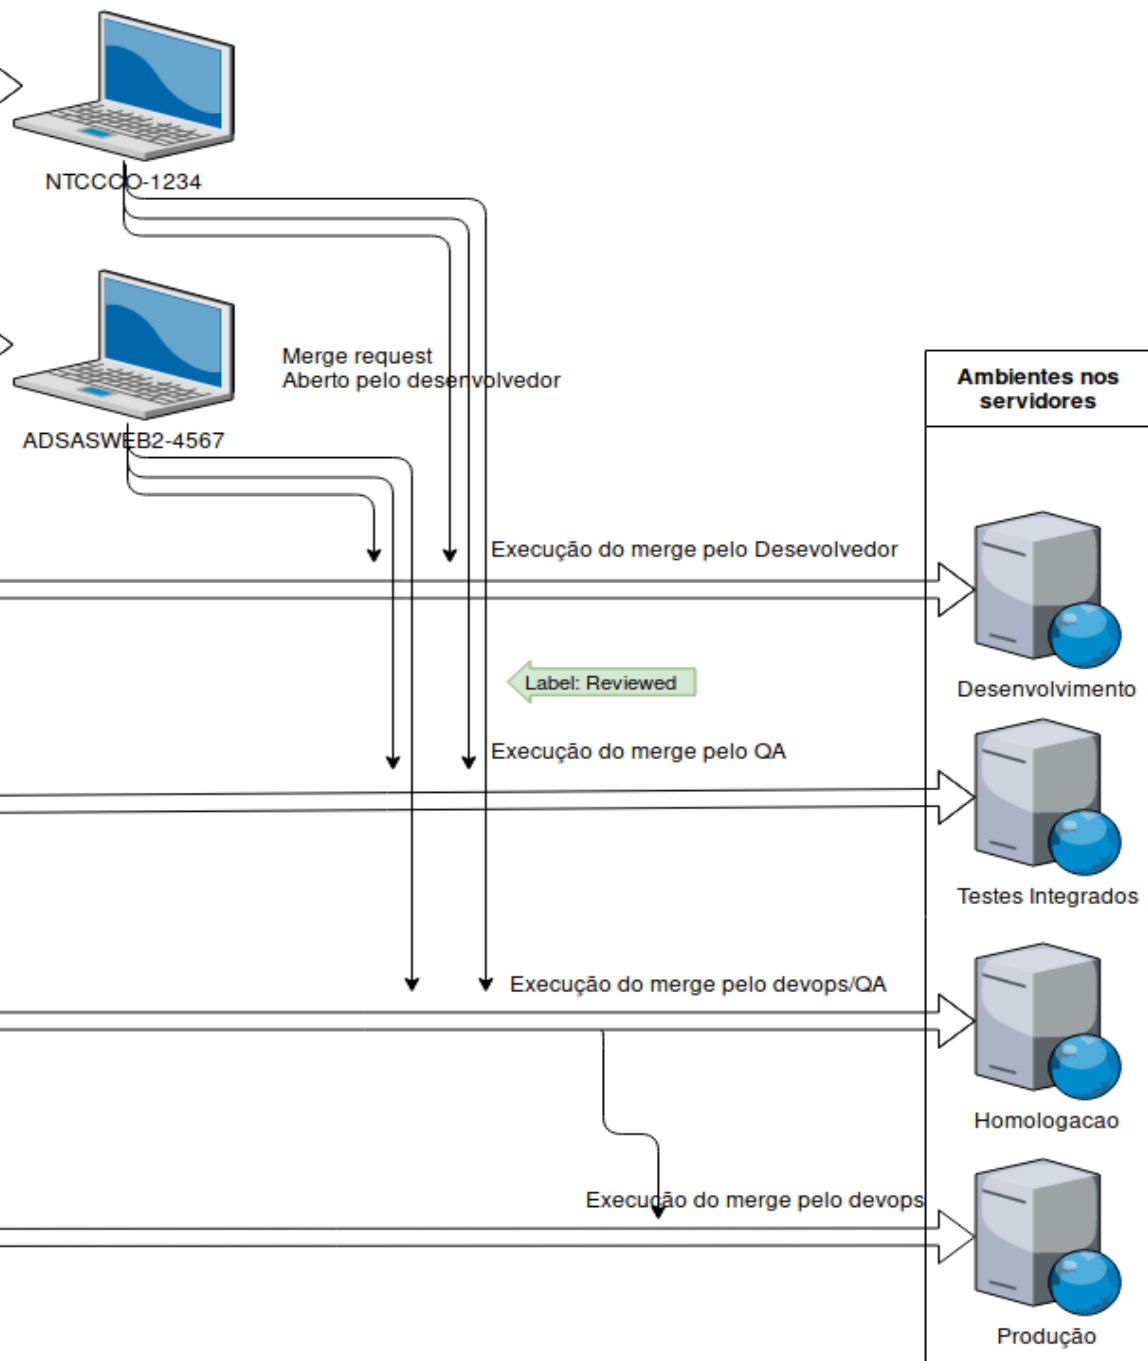 NTCCCO-1234
Merge request
Aberto pelo desenvolvedor
Ambientes nos
servidores
ADSASWEB2-4567
Execução do merge pelo Desevolvedor
Label: Reviewed
Desenvolvimento
Execução do merge pelo QA
Testes Integrados
Execução do merge pelo devops/QA
Homologacao
Execução do merge pelo devops
Produção